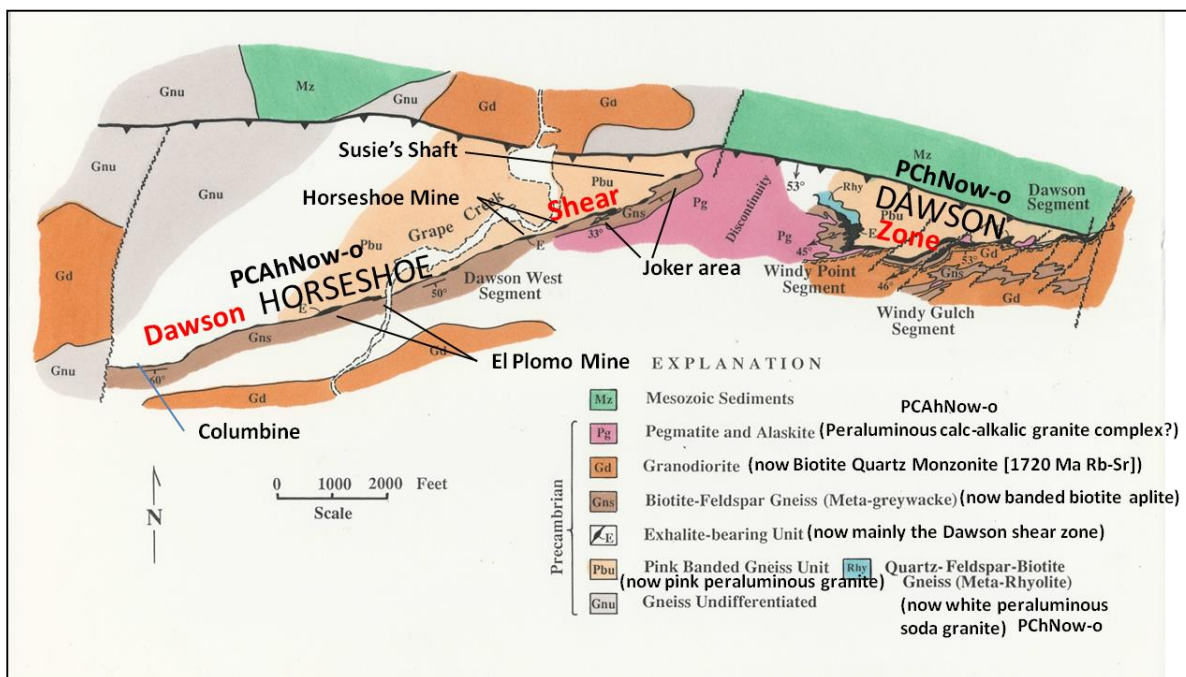 Gnu
Mz
Gnu
Gd
Gd
Gnu
Gnu
Susie's Shaft
Mz
53°
Rhy
PChNow-o
Dawson
Segment
Horseshoe Mine
Pbu
Shear
Gns
33°
Pg
Discontinuity
Pbu
DAWSON
E
Zone
Grape Creek
E
Pg
45°
Gd
53°
Gd
Pbu
PCAhNow-o
HORSESHOE
Joker area
Windy Point
Segment
46°
Gns
Gd
Dawson West
Segment
50°
Windy Gulch
Segment
Dawson
E
Gns
Gnu
60°
Gd
Gd
El Plomo Mine
Columbine
EXPLANATION
Mz Mesozoic Sediments
PCAhNow-o
Pg Pegmatite and Alaskite (Peraluminous calc-alkalic granite complex?)
Gd Granodiorite (now Biotite Quartz Monzonite [1720 Ma Rb-Sr])
Gns Biotite-Feldspar Gneiss (Meta-greywacke) (now banded biotite aplite)
E Exhalite-bearing Unit (now mainly the Dawson shear zone)
Pbu Pink Banded Gneiss Unit
(now pink peraluminous granite)
Rhy Quartz-Feldspar-Biotite
Gneiss (Meta-Rhyolite)
Gnu Gneiss Undifferentiated
(now white peraluminous
soda granite) PChNow-o
Precambrian
0 1000 2000 Feet
Scale
N